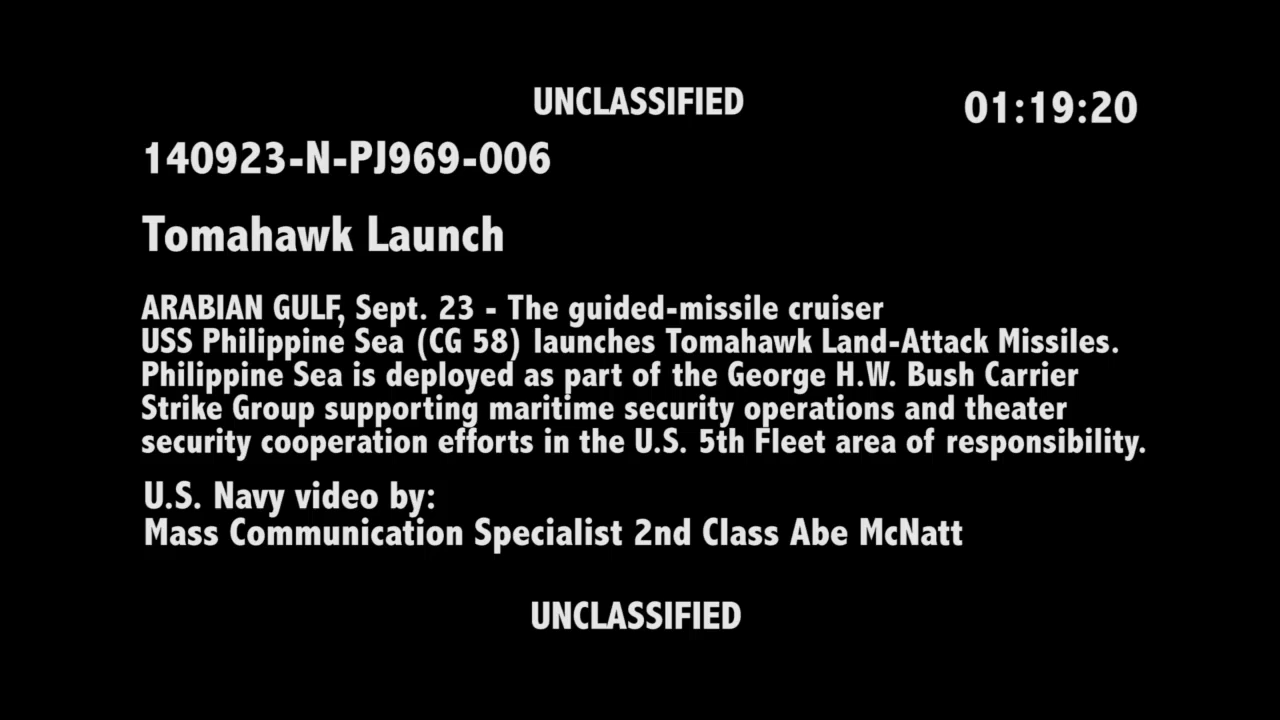 UNCLASSIFIED
01:19:20
140923-N-PJ969-006
Tomahawk Launch
ARABIAN GULF, Sept. 23 - The guided-missile cruiser
USS Philippine Sea (CG 58) launches Tomahawk Land-Attack Missiles.
Philippine Sea is deployed as part of the George H.W. Bush Carrier
Strike Group supporting maritime security operations and theater
security cooperation efforts in the U.S. 5th Fleet area of responsibility.
U.S. Navy video by:
Mass Communication Specialist 2nd Class Abe McNatt
UNCLASSIFIED